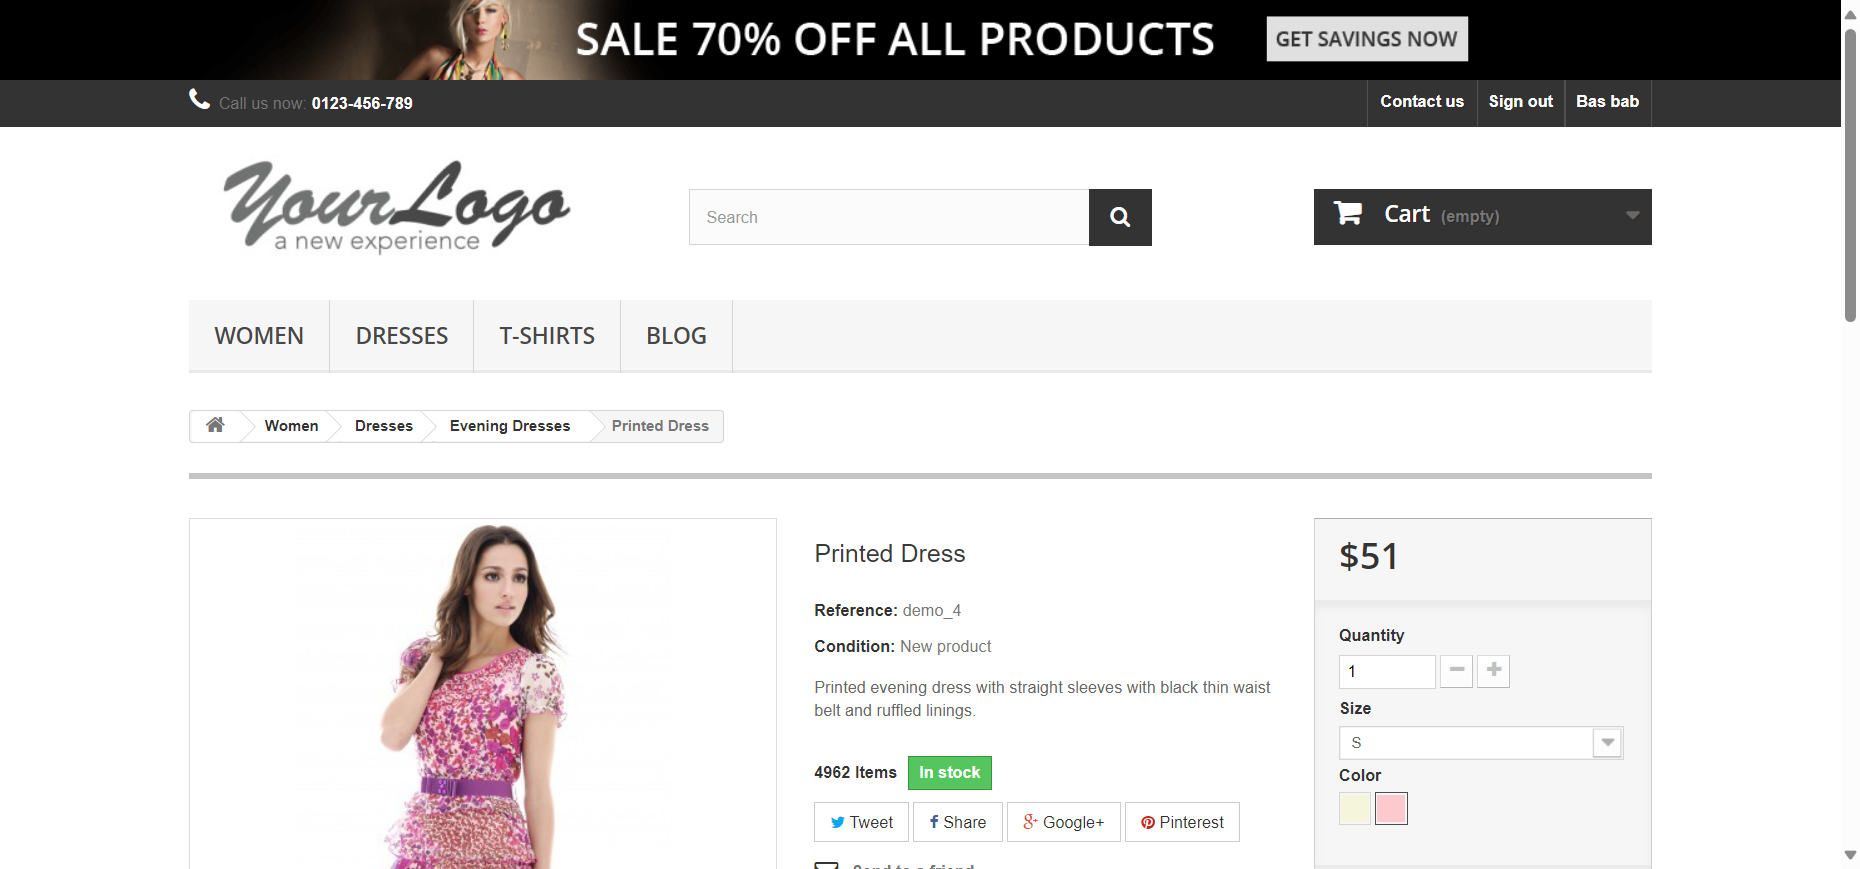 SALE 70% OFF ALL PRODUCTS
GET SAVINGS NOW
Call us now: 0123-456-789
Contact us
Sign out
Bas bab
YourLogo
a new experience
Search
Cart (empty)
WOMEN
DRESSES
T-SHIRTS
BLOG
Women
Dresses
Evening Dresses
Printed Dress
Printed Dress
Reference: demo_4
Condition: New product
Printed evening dress with straight sleeves with black thin waist
belt and ruffled linings.
4962 Items
In stock
Tweet
Share
Google+
Pinterest
Send to a friend
$51
Quantity
1
Size
S
Color